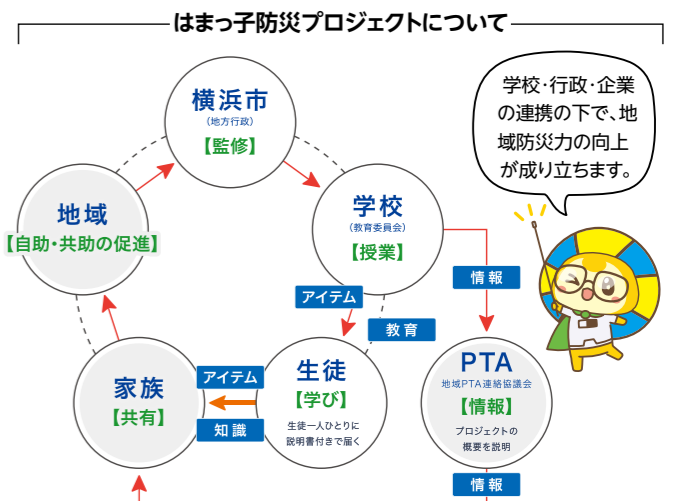 はまっ子防災プロジェクトについて
横浜市
(地方行政)
【監修】
学校・行政・企業
の連携の下で、地
域防災力の向上
が成り立ちます。
地域
【自助・共助の促進】
学校
(教育委員会)
【授業】
情報
アイテム
教育
家族
【共有】
アイテム
知識
生徒
【学び】
生徒一人ひとりに
説明書付きで届く
PTA
地域PTA連絡協議会
【情報】
プロジェクトの
概要を説明
情報